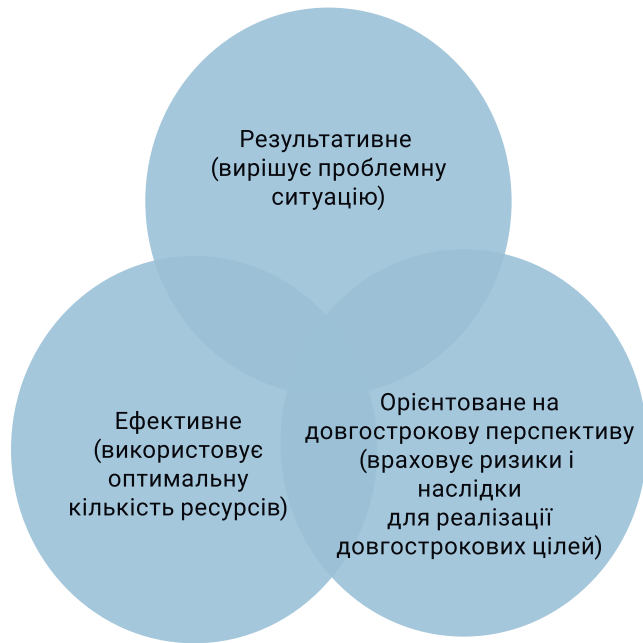 Результативне
(вирішує проблемну
ситуацію)
Ефективне
(використовує
оптимальну
кількість ресурсів)
Орієнтоване на
довгострокову перспективу
(враховує ризики і
наслідки
для реалізації
довгострокових цілей)